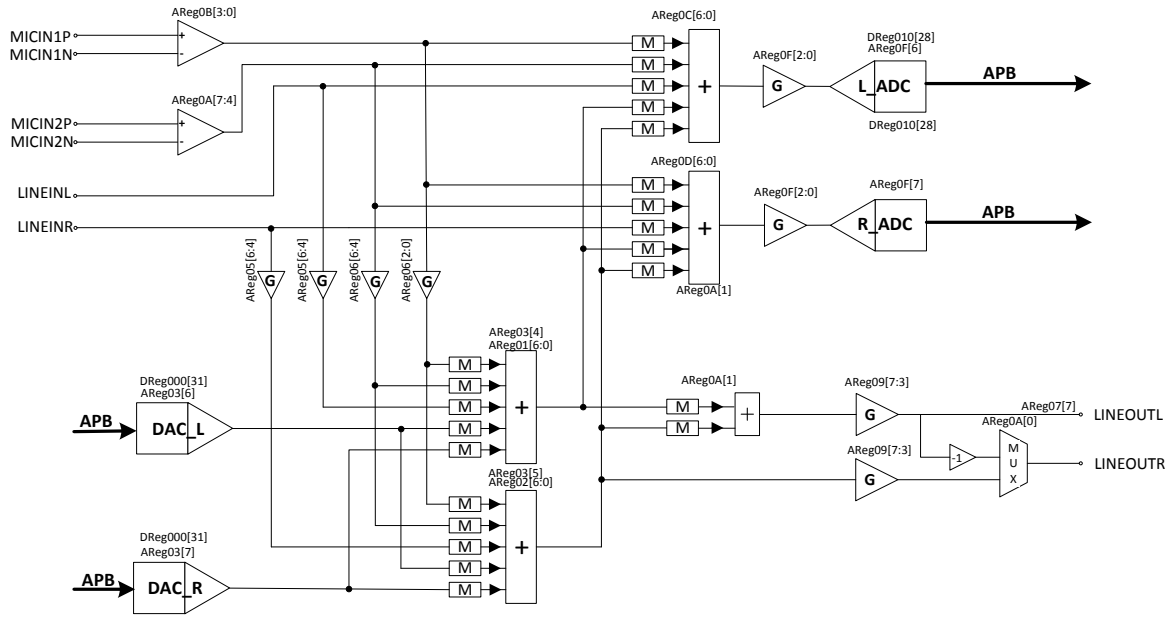 AReg0B[3:0]
MICIN1P
+
MICIN1N
-
AReg0A[7:4]
MICIN2P
+
MICIN2N
-
LINEINL
LINEINR
AReg0C[6:0]
M
M
M
M
M
+
AReg0F[2:0]
G
DReg010[28]
AReg0F[6]
L_ADC
DReg010[28]
APB
AReg0D[6:0]
M
M
M
M
M
+
AReg0A[1]
AReg0F[2:0]
G
AReg0F[7]
R_ADC
APB
AReg05[6:4]
G
AReg05[6:4]
G
AReg06[6:4]
G
AReg06[2:0]
G
AReg03[4]
AReg01[6:0]
M
M
M
M
M
+
DReg000[31]
AReg03[6]
APB
DAC_L
AReg03[5]
AReg02[6:0]
M
M
M
M
M
+
DReg000[31]
AReg03[7]
APB
DAC_R
AReg0A[1]
M
M
+
AReg09[7:3]
G
AReg09[7:3]
G
AReg07[7]
LINEOUTL
AReg0A[0]
-1
M
U
X
LINEOUTR